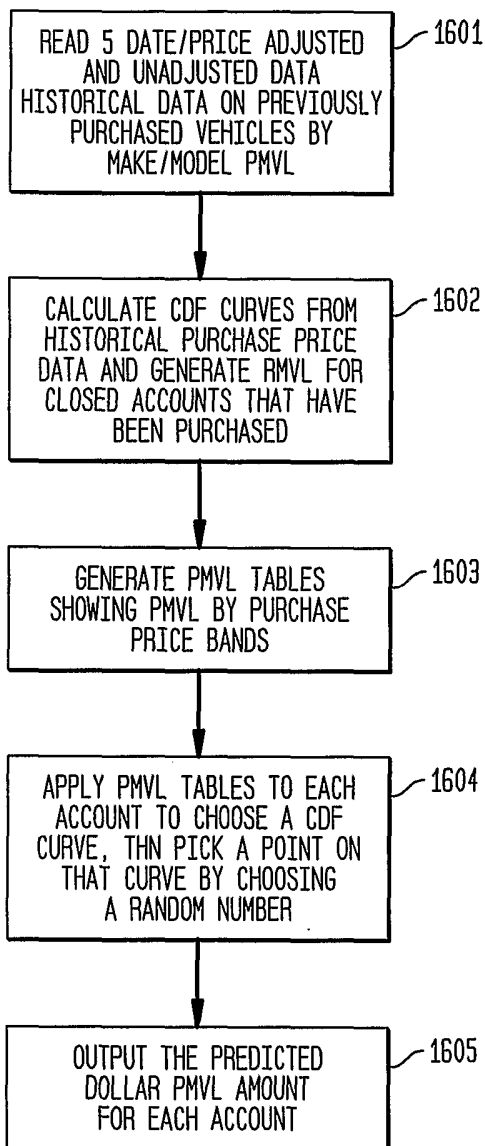 READ 5 DATE/PRICE ADJUSTED
AND UNADJUSTED DATA
HISTORICAL DATA ON PREVIOUSLY
PURCHASED VEHICLES BY
MAKE/MODEL PMVL
1601
CALCULATE CDF CURVES FROM
HISTORICAL PURCHASE PRICE
DATA AND GENERATE RMVL FOR
CLOSED ACCOUNTS THAT HAVE
BEEN PURCHASED
1602
GENERATE PMVL TABLES
SHOWING PMVL BY PURCHASE
PRICE BANDS
1603
APPLY PMVL TABLES TO EACH
ACCOUNT TO CHOOSE A CDF
CURVE, THN PICK A POINT ON
THAT CURVE BY CHOOSING
A RANDOM NUMBER
1604
OUTPUT THE PREDICTED
DOLLAR PMVL AMOUNT
FOR EACH ACCOUNT
1605